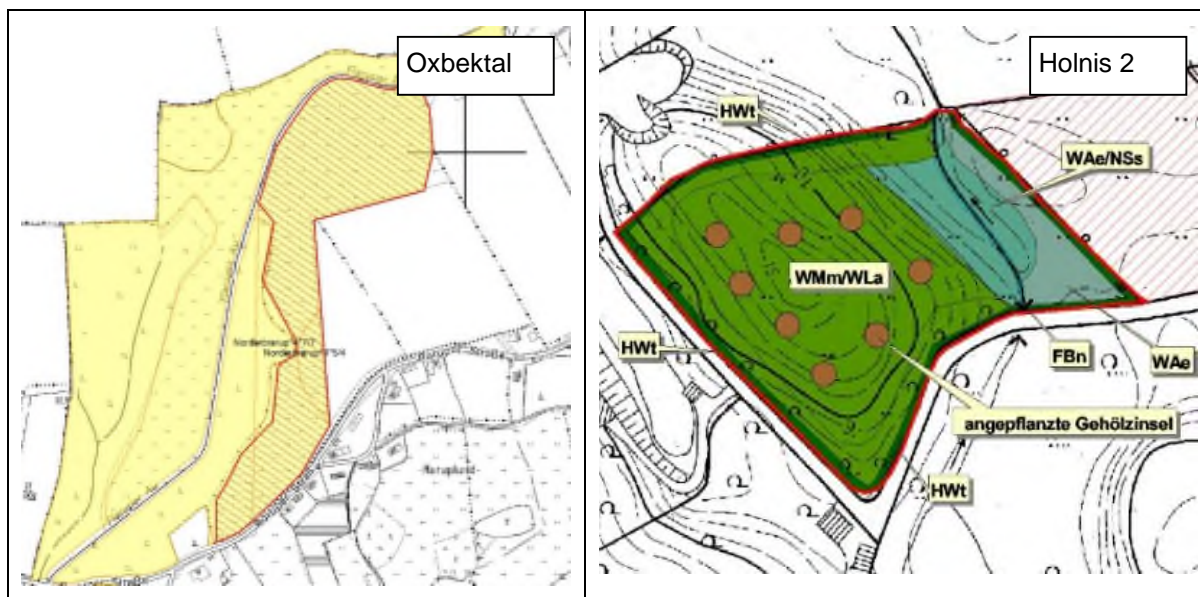 Oxbektal
Holnis 2
HWt
WAe/NSs
WMm/WLa
HWt
FBn
WAe
angepflanzte Gehölzinsel
HWt